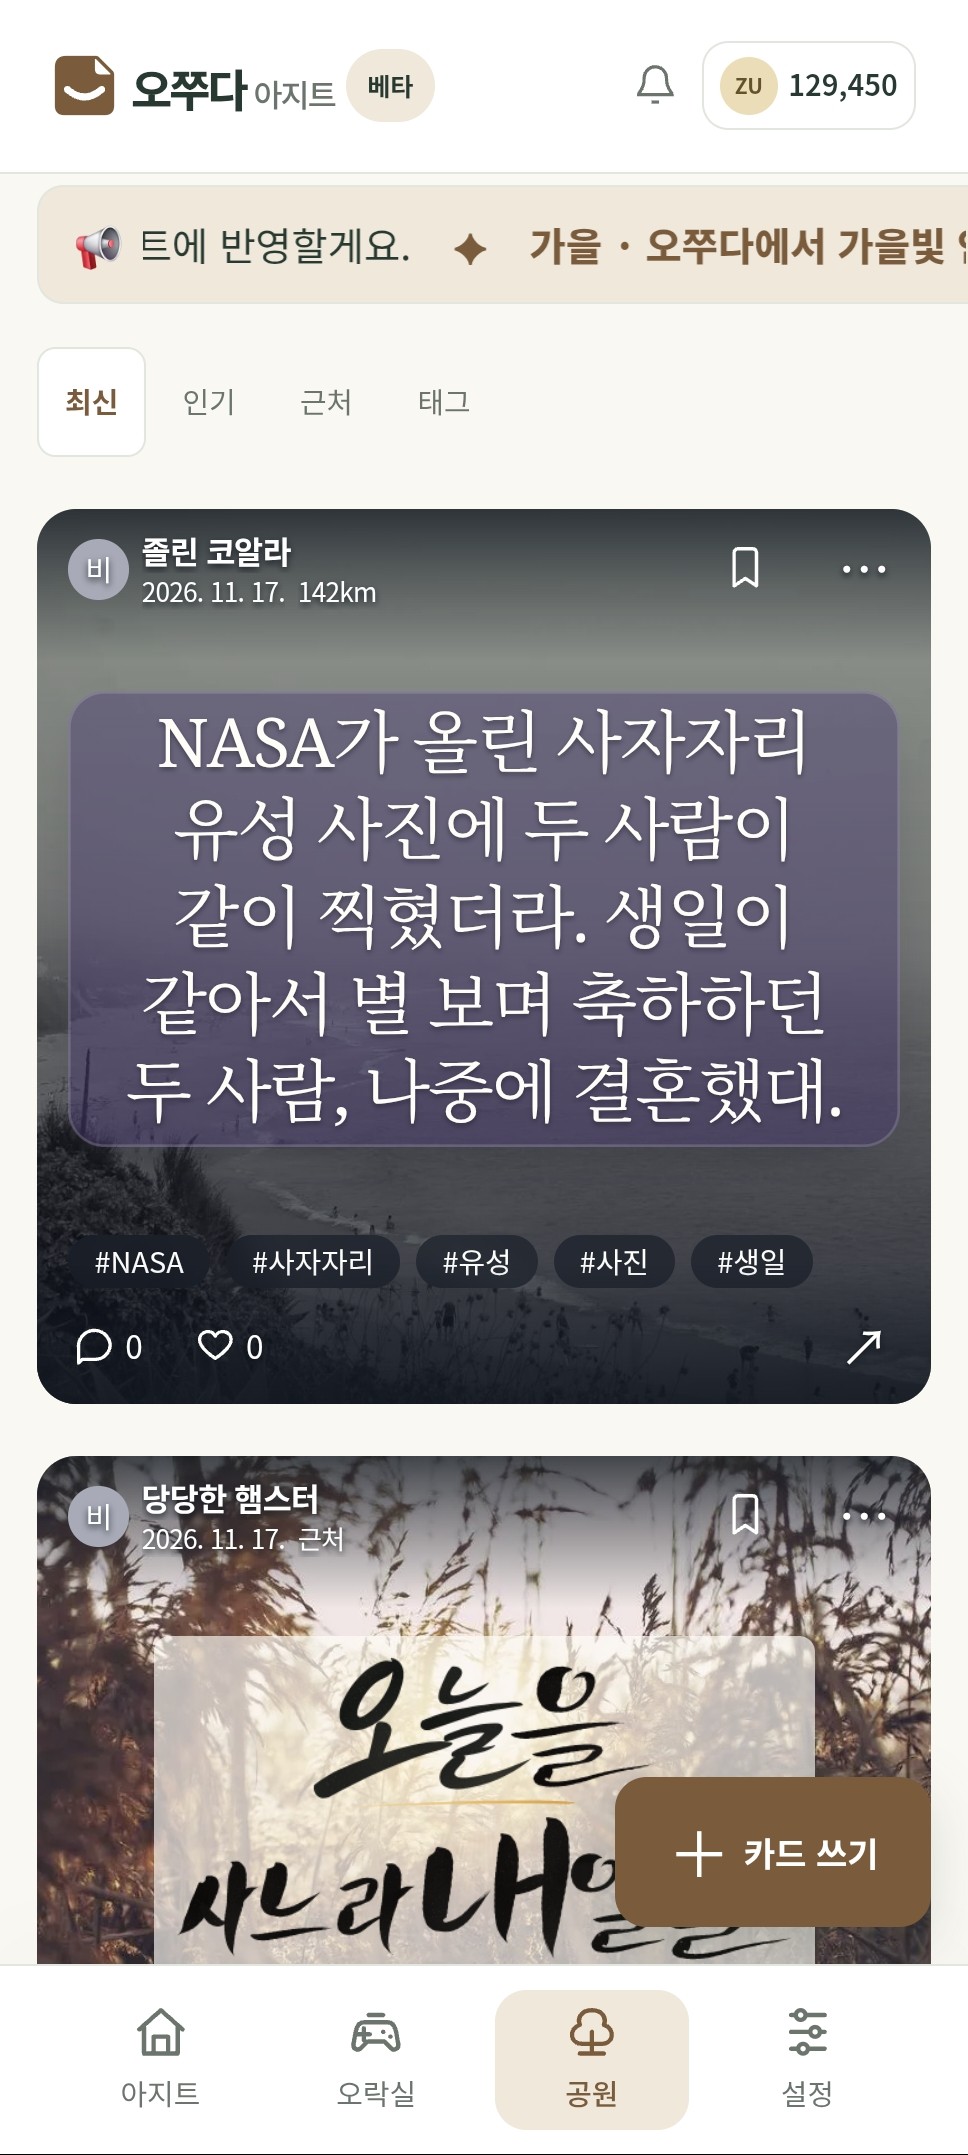 오쭈다 아지트 베타
ZU 129,450
트에 반영할게요. ✦ 가을 · 오쭈다에서 가을빛
최신 인기 근처 태그
비 졸린 코알라
2026. 11. 17. 142km
NASA가 올린 사자자리
유성 사진에 두 사람이
같이 찍혔더라. 생일이
같아서 별 보며 축하하던
두 사람, 나중에 결혼했대.
#NASA #사자자리 #유성 #사진 #생일
0 0
비 당당한 햄스터
2026. 11. 17. 근처
오늘을
싸느라 내일을
카드 쓰기
아지트 오락실 공원 설정